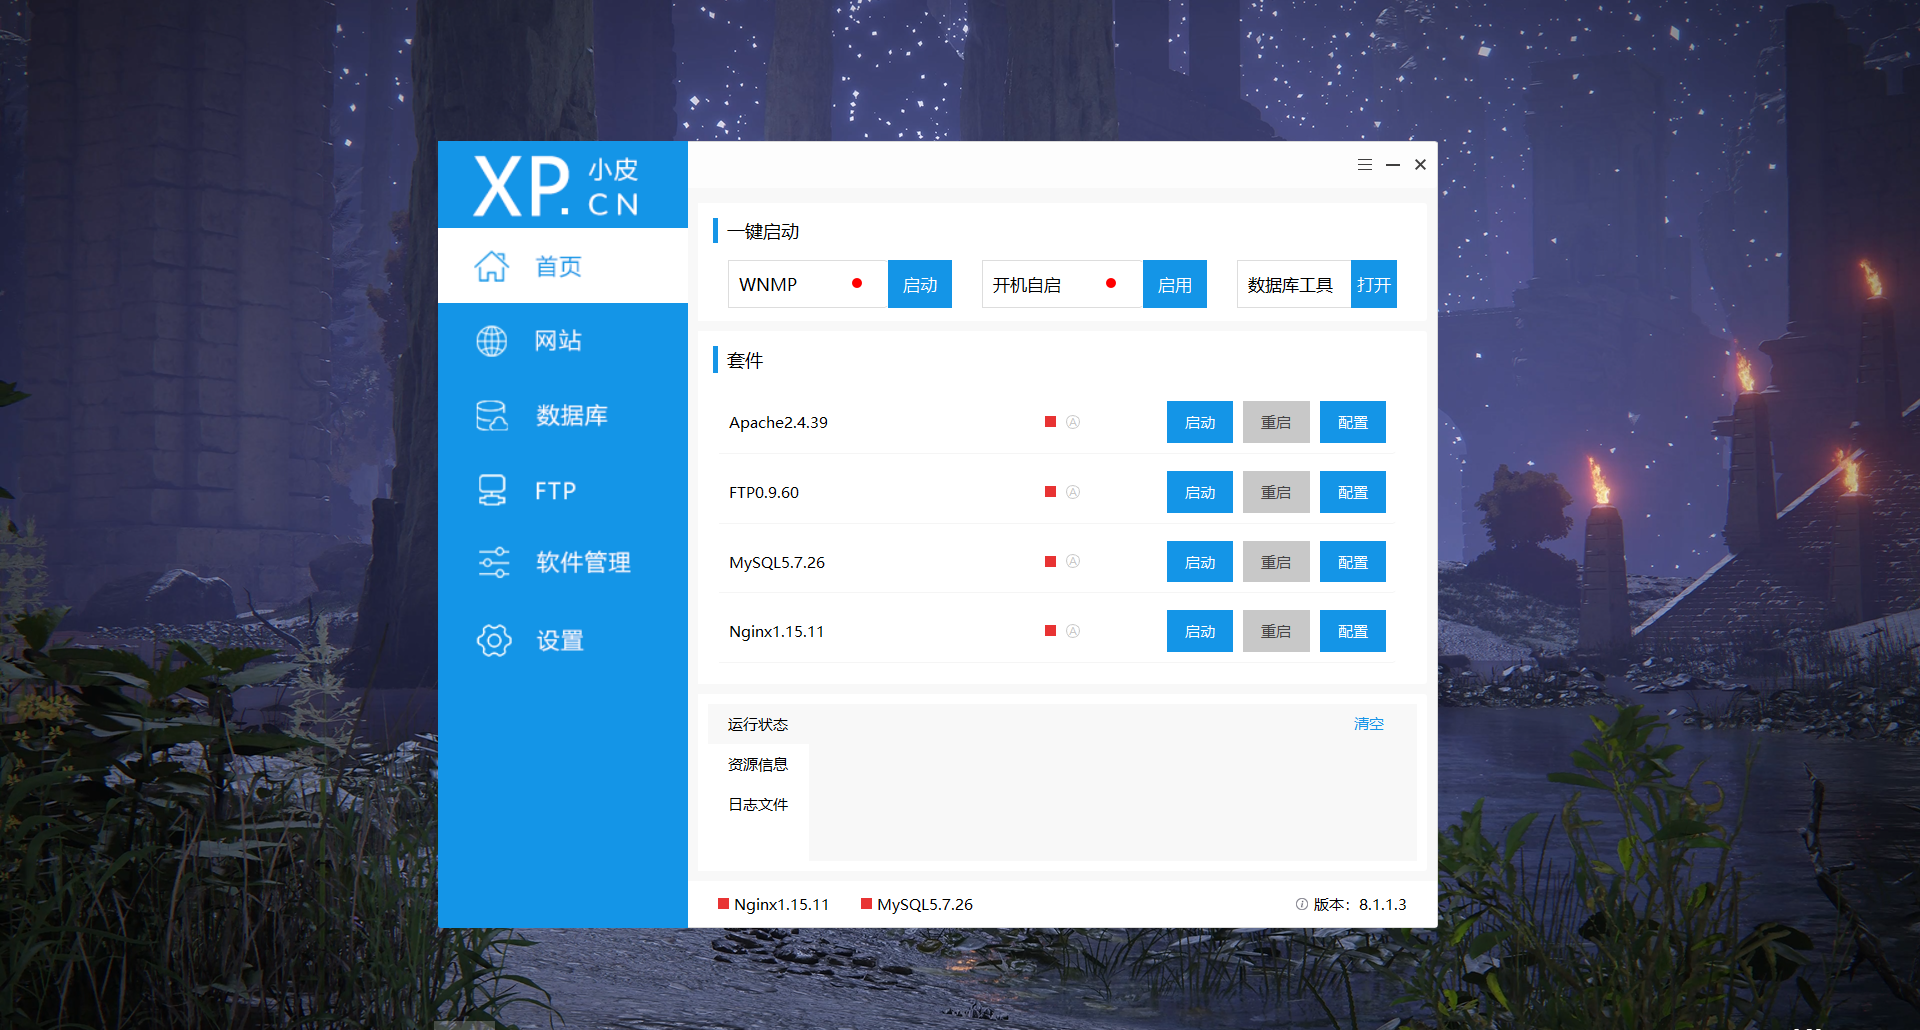 XP. 小皮
CN
首页
网站
数据库
FTP
软件管理
设置
一键启动
WNMP 启动 开机自启 启用 数据库工具 打开
套件
Apache2.4.39 A 启动 重启 配置
FTP0.9.60 A 启动 重启 配置
MySQL5.7.26 A 启动 重启 配置
Nginx1.15.11 A 启动 重启 配置
运行状态 清空
资源信息
日志文件
Nginx1.15.11 MySQL5.7.26 版本：8.1.1.3